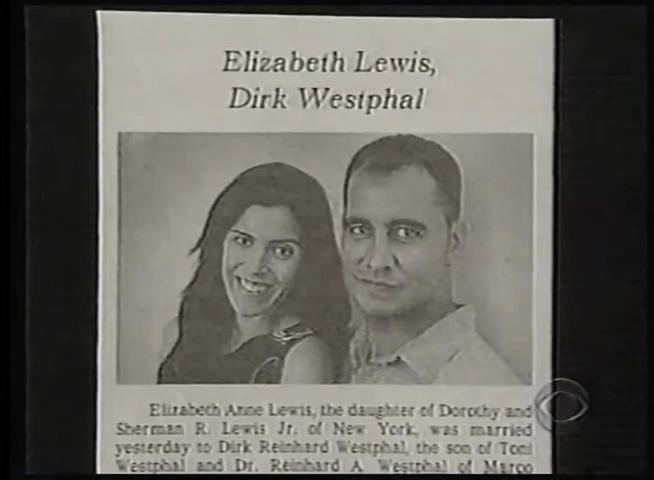 Elizabeth Lewis,
Dirk Westphal
Elizabeth Anne Lewis, the daughter of Dorothy and
Sherman R. Lewis Jr. of New York, was married
yesterday to Dirk Reinhard Westphal, the son of Toni
Westphal and Dr. Reinhard A. Westphal of Marco